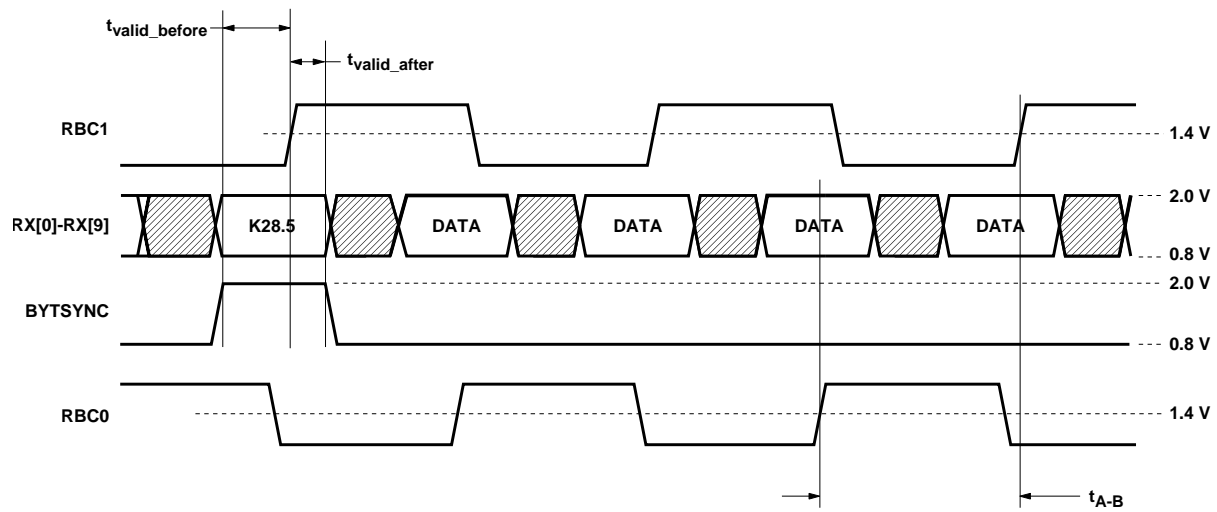 tvalid_before
tvalid_after
RBC1
1.4 V
RX[0]-RX[9]
K28.5
DATA
DATA
DATA
DATA
2.0 V
0.8 V
BYTSYNC
2.0 V
0.8 V
RBC0
1.4 V
tA-B